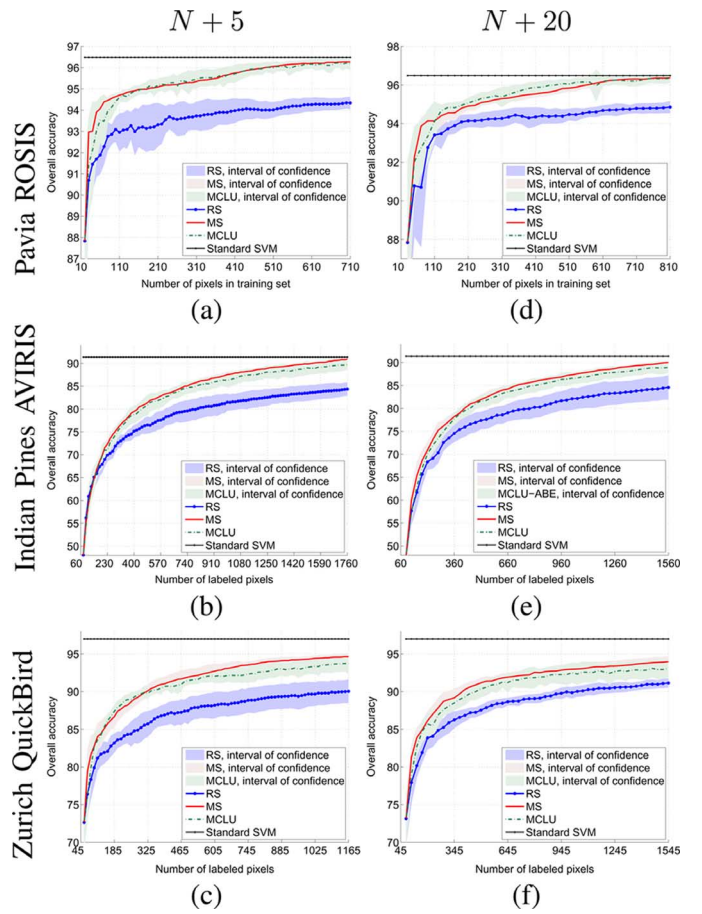 N + 5
N + 20
Pavia ROSIS
97
96
95
94
93
92
91
90
89
88
87
Overall accuracy
RS, interval of confidence
MS, interval of confidence
MCLU, interval of confidence
RS
MS
MCLU
Standard SVM
10 110 210 310 410 510 610 710
Number of pixels in training set
(a)
98
96
94
92
90
88
Overall accuracy
RS, interval of confidence
MS, interval of confidence
MCLU, interval of confidence
RS
MS
MCLU
Standard SVM
10 110 210 310 410 510 610 710 810
Number of pixels in training set
(d)
Indian Pines AVIRIS
90
85
80
75
70
65
60
55
50
Overall accuracy
RS, interval of confidence
MS, interval of confidence
MCLU, interval of confidence
RS
MS
MCLU
Standard SVM
60 230 400 570 740 910 1080 1250 1420 1590 1760
Number of labeled pixels
(b)
90
85
80
75
70
65
60
55
50
Overall accuracy
RS, interval of confidence
MS, interval of confidence
MCLU−ABE, interval of confidence
RS
MS
MCLU
Standard SVM
60 360 660 960 1260 1560
Number of labeled pixels
(e)
Zurich QuickBird
95
90
85
80
75
70
Overall accuracy
RS, interval of confidence
MS, interval of confidence
MCLU, interval of confidence
RS
MS
MCLU
Standard SVM
45 185 325 465 605 745 885 1025 1165
Number of labeled pixels
(c)
95
90
85
80
75
70
Overall accuracy
RS, interval of confidence
MS, interval of confidence
MCLU, interval of confidence
RS
MS
MCLU
Standard SVM
45 345 645 945 1245 1545
Number of labeled pixels
(f)